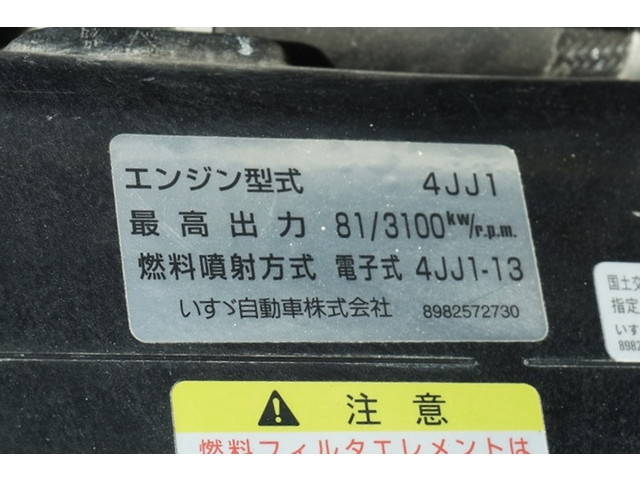 エンジン型式 4JJ1
最高出力 81/3100kw/r.p.m.
燃料噴射方式 電子式 4JJ1-13
いすゞ自動車株式会社 8982572730
国土交
指定
いす
898
注意
燃料フィルタエレメントは